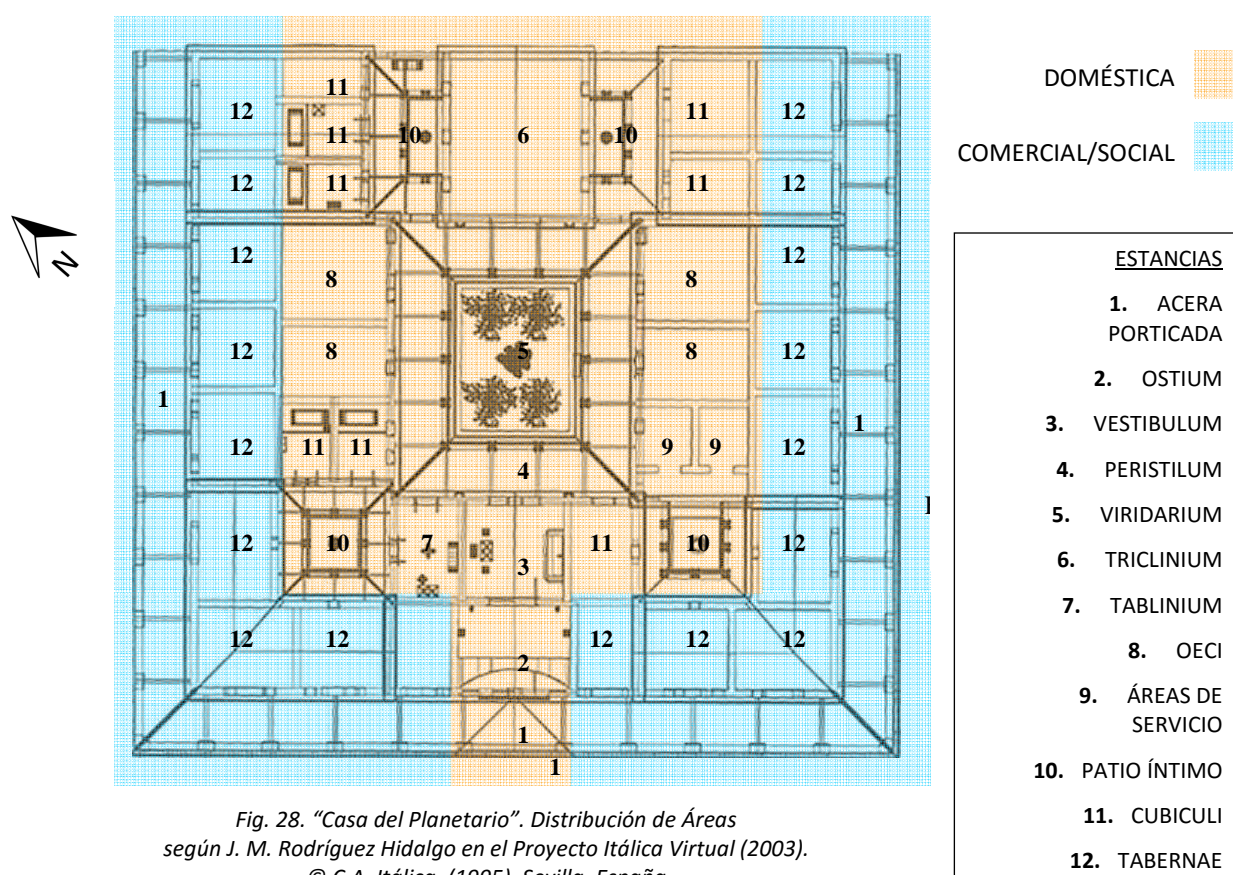 DOMÉSTICA
COMERCIAL/SOCIAL
N
11
12 11 12
11 10 6 10
12 11 11 12
12 12
8 8
12 12
8 5 8
1 1
12 11 11 9 9 12
4
12 10 7 11 10 12
3
12 12 12 12 12
2
1
1
ESTANCIAS
1. ACERA
PORTICADA
2. OSTIUM
3. VESTIBULUM
4. PERISTILUM
5. VIRIDARIUM
6. TRICLINIUM
7. TABLINIUM
8. OECI
9. ÁREAS DE
SERVICIO
10. PATIO ÍNTIMO
11. CUBICULI
12. TABERNAE
Fig. 28. “Casa del Planetario”. Distribución de Áreas
según J. M. Rodríguez Hidalgo en el Proyecto Itálica Virtual (2003).
© C.A. Itálica. (1995). Sevilla. España